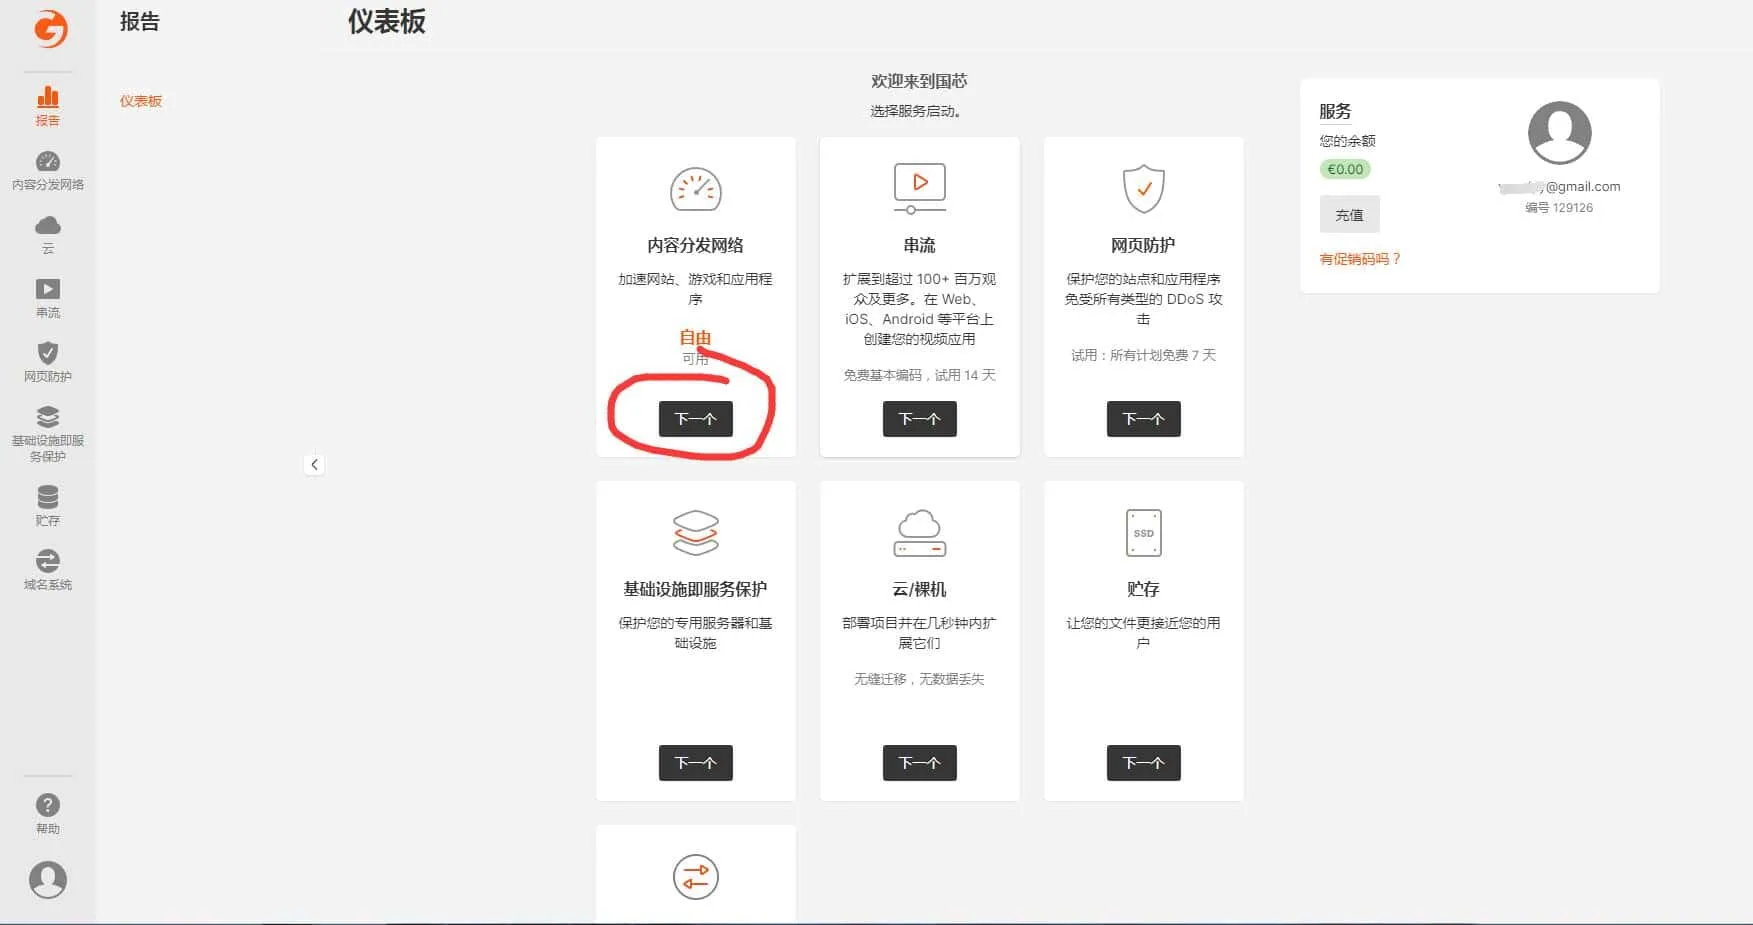 报告
仪表板
报告
内容分发网络
云
串流
网页防护
基础设施即服
务保护
贮存
域名系统
帮助
仪表板
欢迎来到国芯
选择服务启动。
内容分发网络
加速网站、游戏和应用程
序
自由
可用
下一个
串流
扩展到超过 100+ 百万观
众及更多。在 Web、
iOS、Android 等平台上
创建您的视频应用
免费基本编码，试用 14 天
下一个
网页防护
保护您的站点和应用程序
免受所有类型的 DDoS 攻
击
试用：所有计划免费 7 天
下一个
基础设施即服务保护
保护您的专用服务器和基
础设施
下一个
云/裸机
部署项目并在几秒钟内扩
展它们
无缝迁移，无数据丢失
下一个
SSD
贮存
让您的文件更接近您的用
户
下一个
服务
您的余额
€0.00
充值
有促销码吗？
@gmail.com
编号 129126